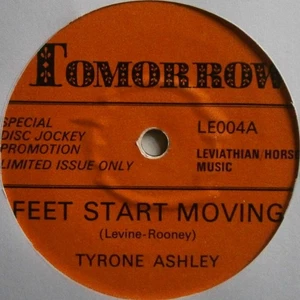 TOMORROW
SPECIAL
DISC JOCKEY
PROMOTION
LIMITED ISSUE ONLY
LE004A
LEVIATHIAN/HORSE
MUSIC
FEET START MOVING
(Levine-Rooney)
TYRONE ASHLEY